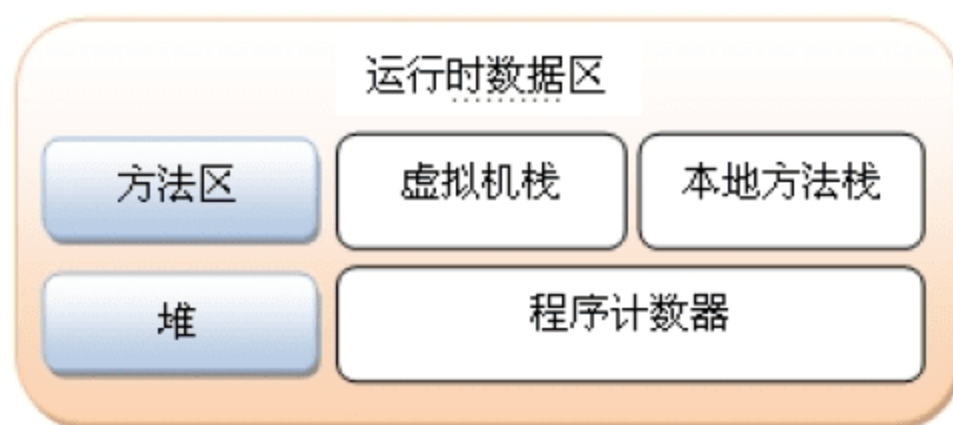 运行时数据区
方法区
虚拟机栈
本地方法栈
堆
程序计数器